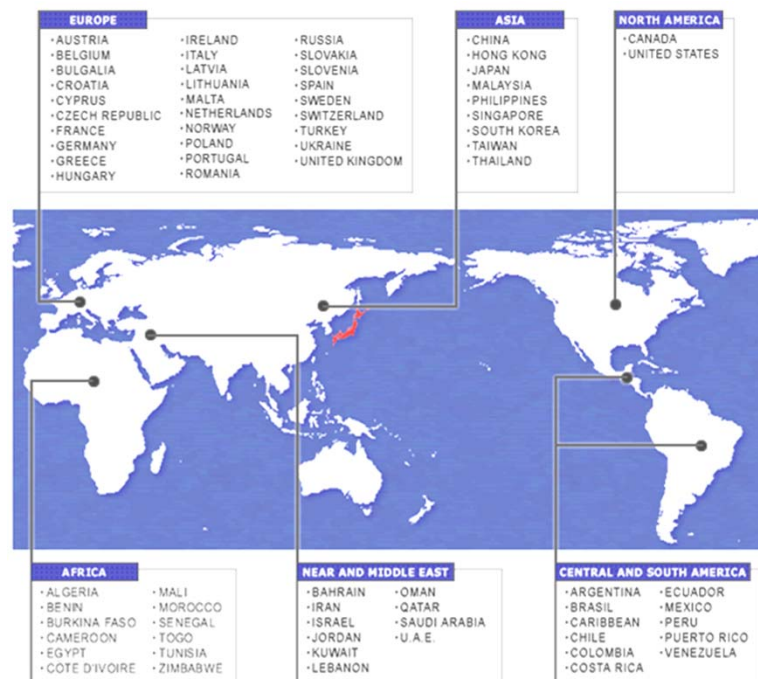 EUROPE
·AUSTRIA
·BELGIUM
·BULGALIA
·CROATIA
·CYPRUS
·CZECH REPUBLIC
·FRANCE
·GERMANY
·GREECE
·HUNGARY
·IRELAND
·ITALY
·LATVIA
·LITHUANIA
·MALTA
·NETHERLANDS
·NORWAY
·POLAND
·PORTUGAL
·ROMANIA
·RUSSIA
·SLOVAKIA
·SLOVENIA
·SPAIN
·SWEDEN
·SWITZERLAND
·TURKEY
·UKRAINE
·UNITED KINGDOM
ASIA
·CHINA
·HONG KONG
·JAPAN
·MALAYSIA
·PHILIPPINES
·SINGAPORE
·SOUTH KOREA
·TAIWAN
·THAILAND
NORTH AMERICA
·CANADA
·UNITED STATES
AFRICA
·ALGERIA
·BENIN
·BURKINA FASO
·CAMEROON
·EGYPT
·COTE D'IVOIRE
·MALI
·MOROCCO
·SENEGAL
·TOGO
·TUNISIA
·ZIMBABWE
NEAR AND MIDDLE EAST
·BAHRAIN
·IRAN
·ISRAEL
·JORDAN
·KUWAIT
·LEBANON
·OMAN
·QATAR
·SAUDI ARABIA
·U.A.E.
CENTRAL AND SOUTH AMERICA
·ARGENTINA
·BRASIL
·CARIBBEAN
·CHILE
·COLOMBIA
·COSTA RICA
·ECUADOR
·MEXICO
·PERU
·PUERTO RICO
·VENEZUELA